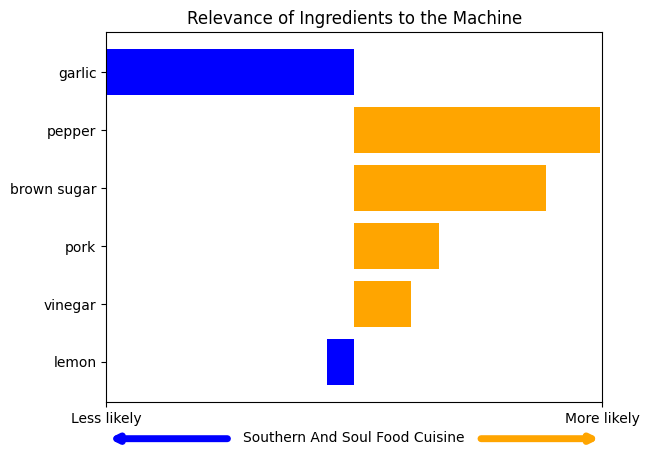 Relevance of Ingredients to the Machine
garlic
pepper
brown sugar
pork
vinegar
lemon
Less likely
More likely
Southern And Soul Food Cuisine